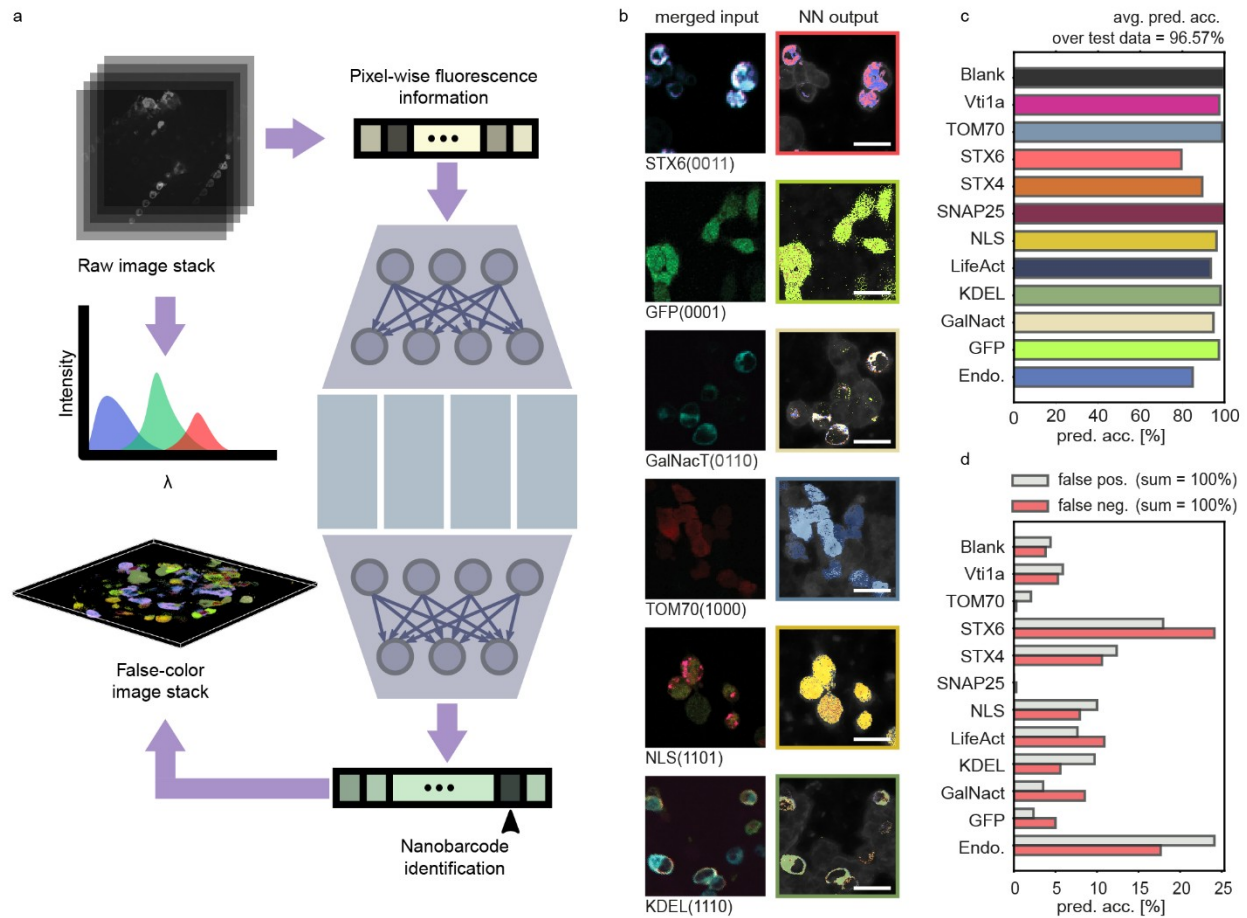 a
Raw image stack
Pixel-wise fluorescence
information
Intensity
λ
False-color
image stack
Nanobarcode
identification
b
merged input
NN output
STX6(0011)
GFP(0001)
GalNacT(0110)
TOM70(1000)
NLS(1101)
KDEL(1110)
c
avg. pred. acc.
over test data = 96.57%
Blank
Vti1a
TOM70
STX6
STX4
SNAP25
NLS
LifeAct
KDEL
GalNact
GFP
Endo.
0 20 40 60 80 100
pred. acc. [%]
d
false pos. (sum = 100%)
false neg. (sum = 100%)
Blank
Vti1a
TOM70
STX6
STX4
SNAP25
NLS
LifeAct
KDEL
GalNact
GFP
Endo.
0 5 10 15 20 25
pred. acc. [%]